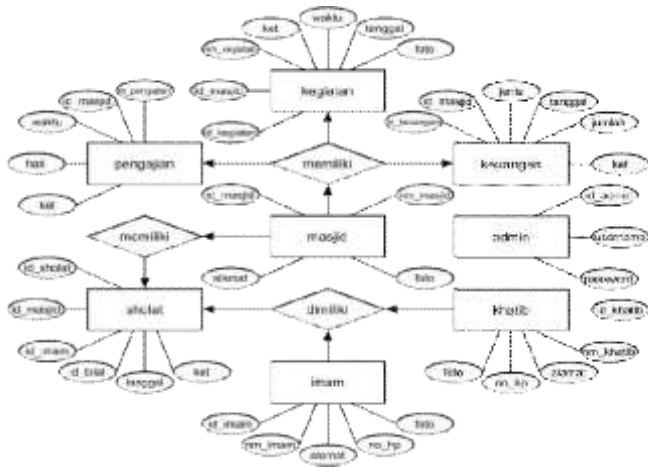 waktu
ket
tanggal
nm_kegiatan
foto
id_masjid
kegiatan
id_kegiatan
id_masjid
waktu
hari
pengajian
ket
memiliki
id_masjid
tanggal
jumlah
keuangan
ket
id_masjid
nm_masjid
memiliki
masjid
alamat
foto
id_admin
admin
username
password
id_sholat
id_masjid
sholat
id_imam
tanggal
ket
dimiliki
khatib
id_khatib
nm_khatib
foto
no_hp
alamat
imam
id_imam
nm_imam
alamat
no_hp
foto